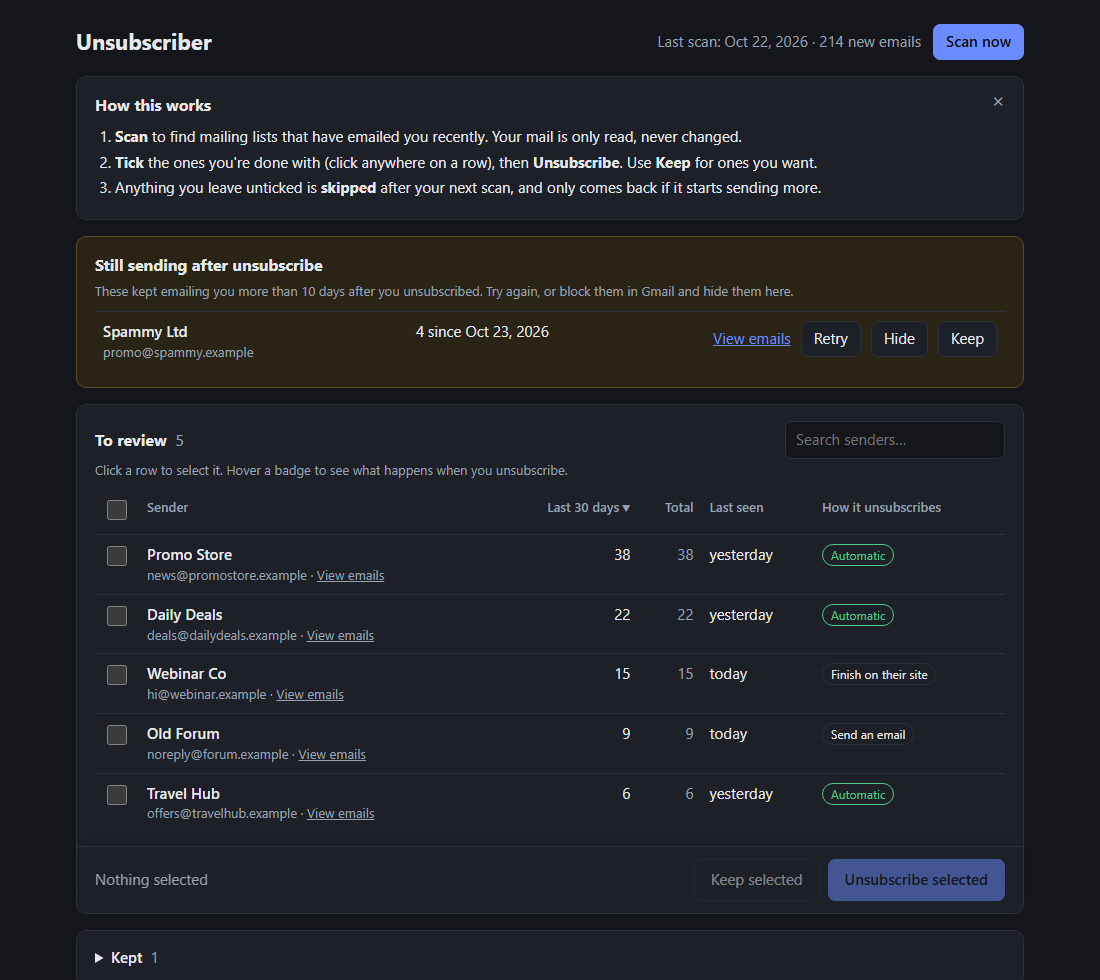 Unsubscriber
Last scan: Oct 22, 2026 · 214 new emails
Scan now
How this works
×
1. Scan to find mailing lists that have emailed you recently. Your mail is only read, never changed.
2. Tick the ones you're done with (click anywhere on a row), then Unsubscribe. Use Keep for ones you want.
3. Anything you leave unticked is skipped after your next scan, and only comes back if it starts sending more.
Still sending after unsubscribe
These kept emailing you more than 10 days after you unsubscribed. Try again, or block them in Gmail and hide them here.
Spammy Ltd
promo@spammy.example
4 since Oct 23, 2026
View emails Retry Hide Keep
To review 5
Search senders...
Click a row to select it. Hover a badge to see what happens when you unsubscribe.
Sender Last 30 days ▾ Total Last seen How it unsubscribes
Promo Store 38 38 yesterday Automatic
news@promostore.example · View emails
Daily Deals 22 22 yesterday Automatic
deals@dailydeals.example · View emails
Webinar Co 15 15 today Finish on their site
hi@webinar.example · View emails
Old Forum 9 9 today Send an email
noreply@forum.example · View emails
Travel Hub 6 6 yesterday Automatic
offers@travelhub.example · View emails
Nothing selected
Keep selected
Unsubscribe selected
▶ Kept 1